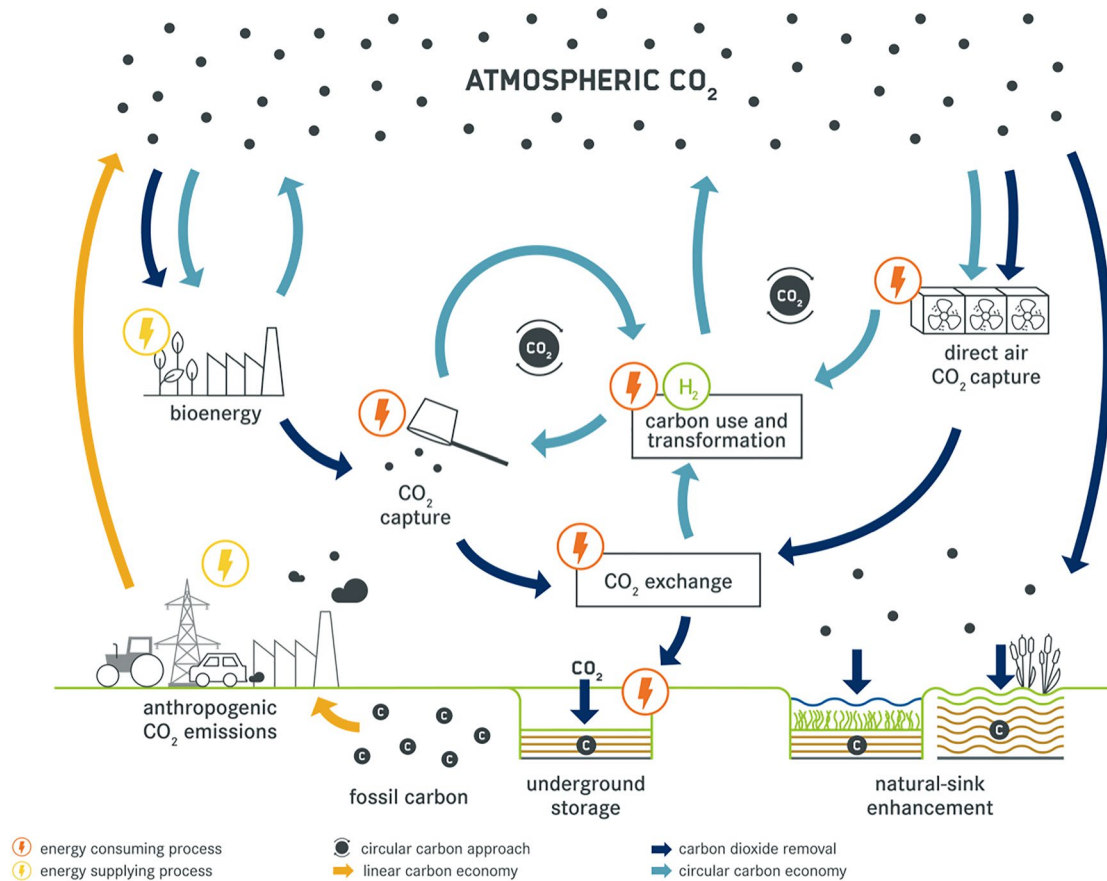 ATMOSPHERIC CO₂
CO₂
direct air
CO₂ capture
CO₂
bioenergy
H₂
carbon use and
transformation
CO₂
capture
CO₂ exchange
CO₂
anthropogenic
CO₂ emissions
C
C
C
C
C
C
C
C
C
fossil carbon
underground
storage
natural-sink
enhancement
energy consuming process
circular carbon approach
carbon dioxide removal
energy supplying process
linear carbon economy
circular carbon economy